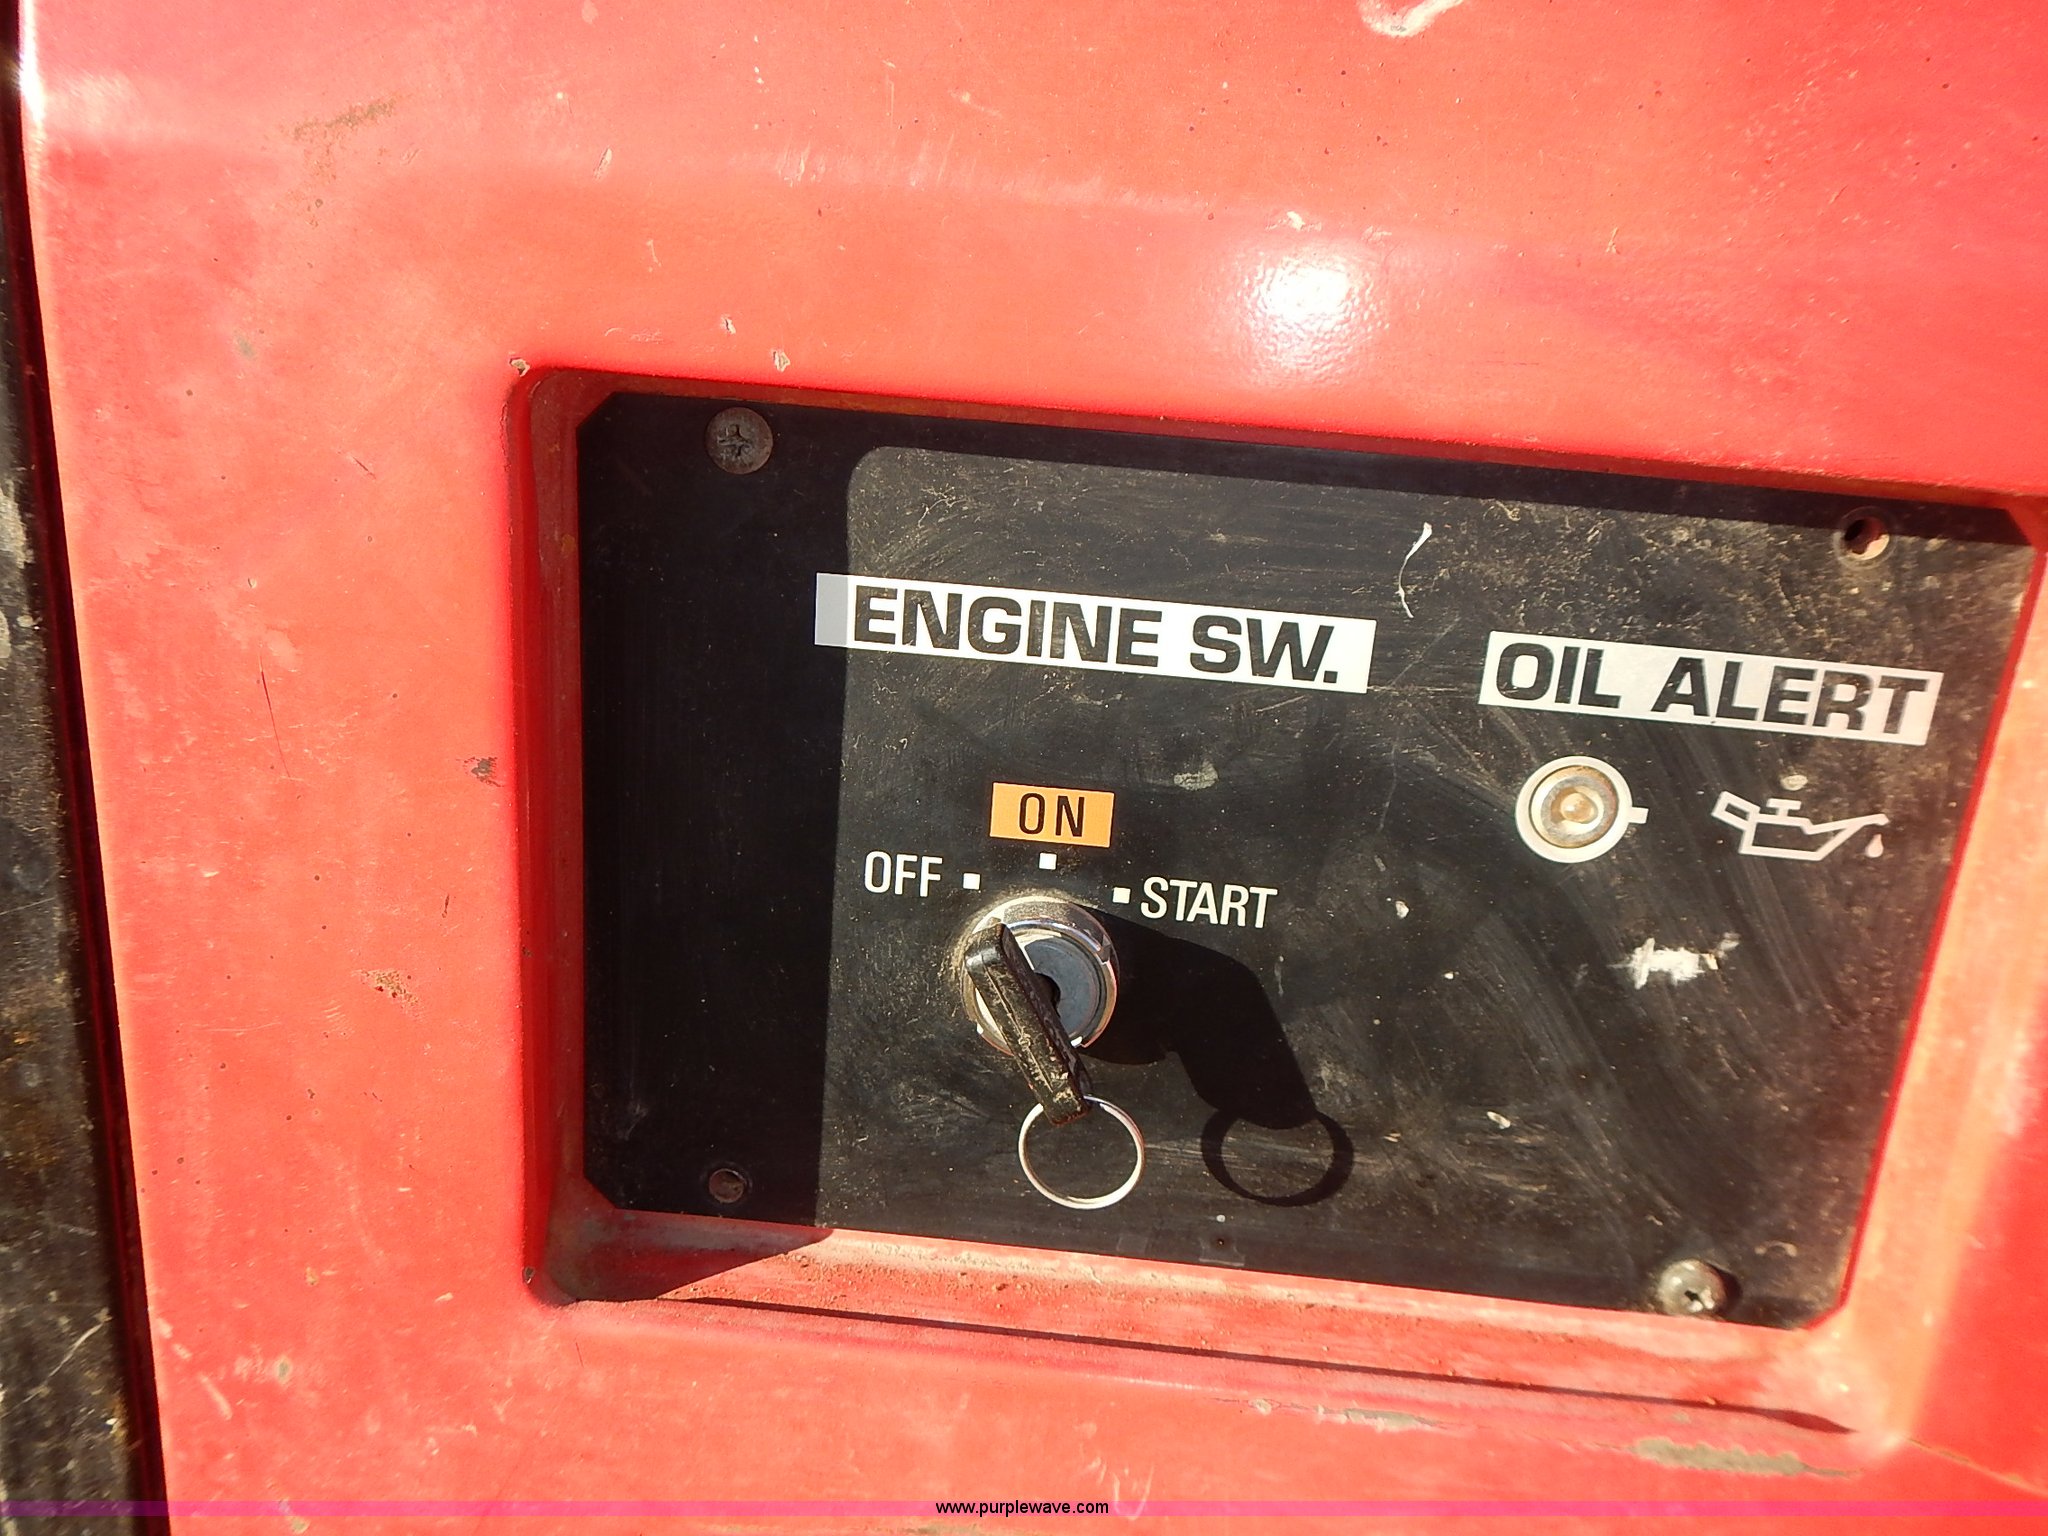 ENGINE SW.
OIL ALERT
ON
OFF
START
www.purplewave.com